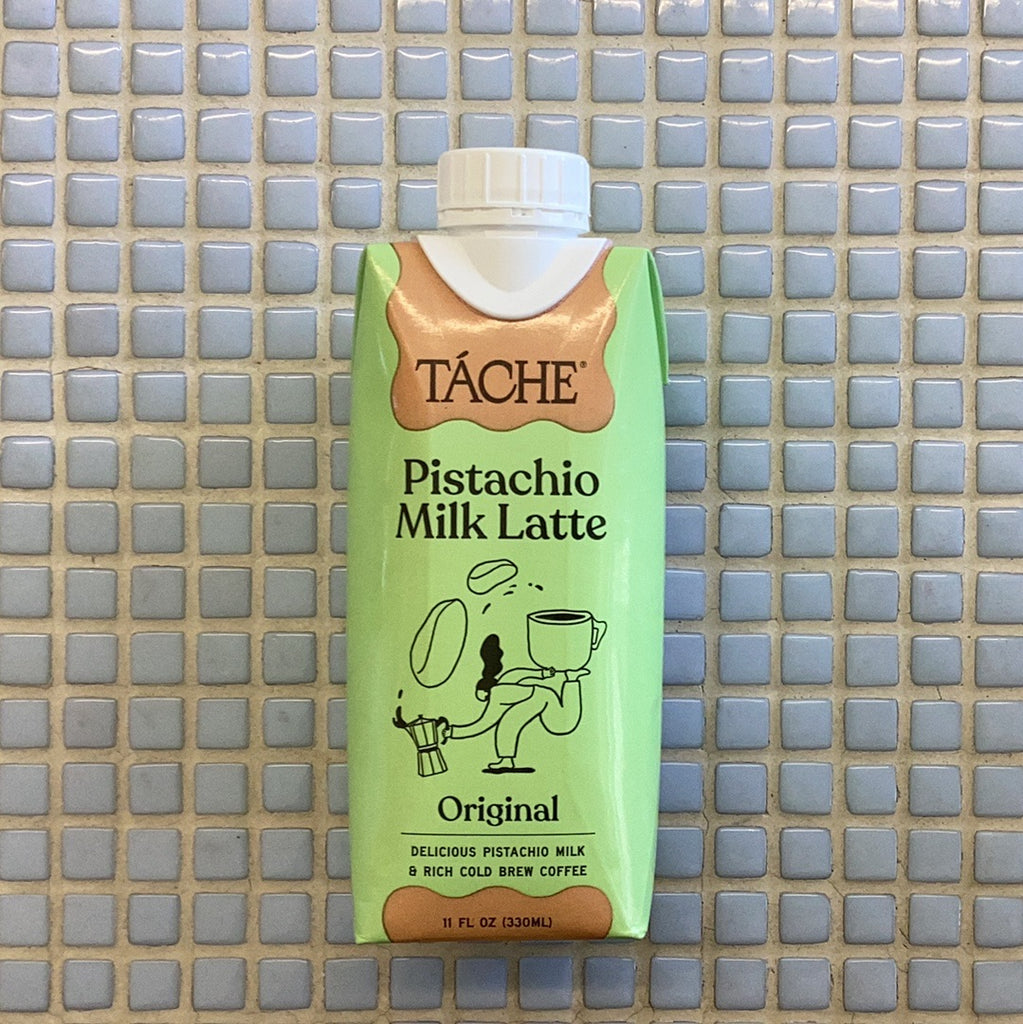 TÁCHE®
Pistachio
Milk Latte
Original
DELICIOUS PISTACHIO MILK
& RICH COLD BREW COFFEE
11 FL OZ (330ML)